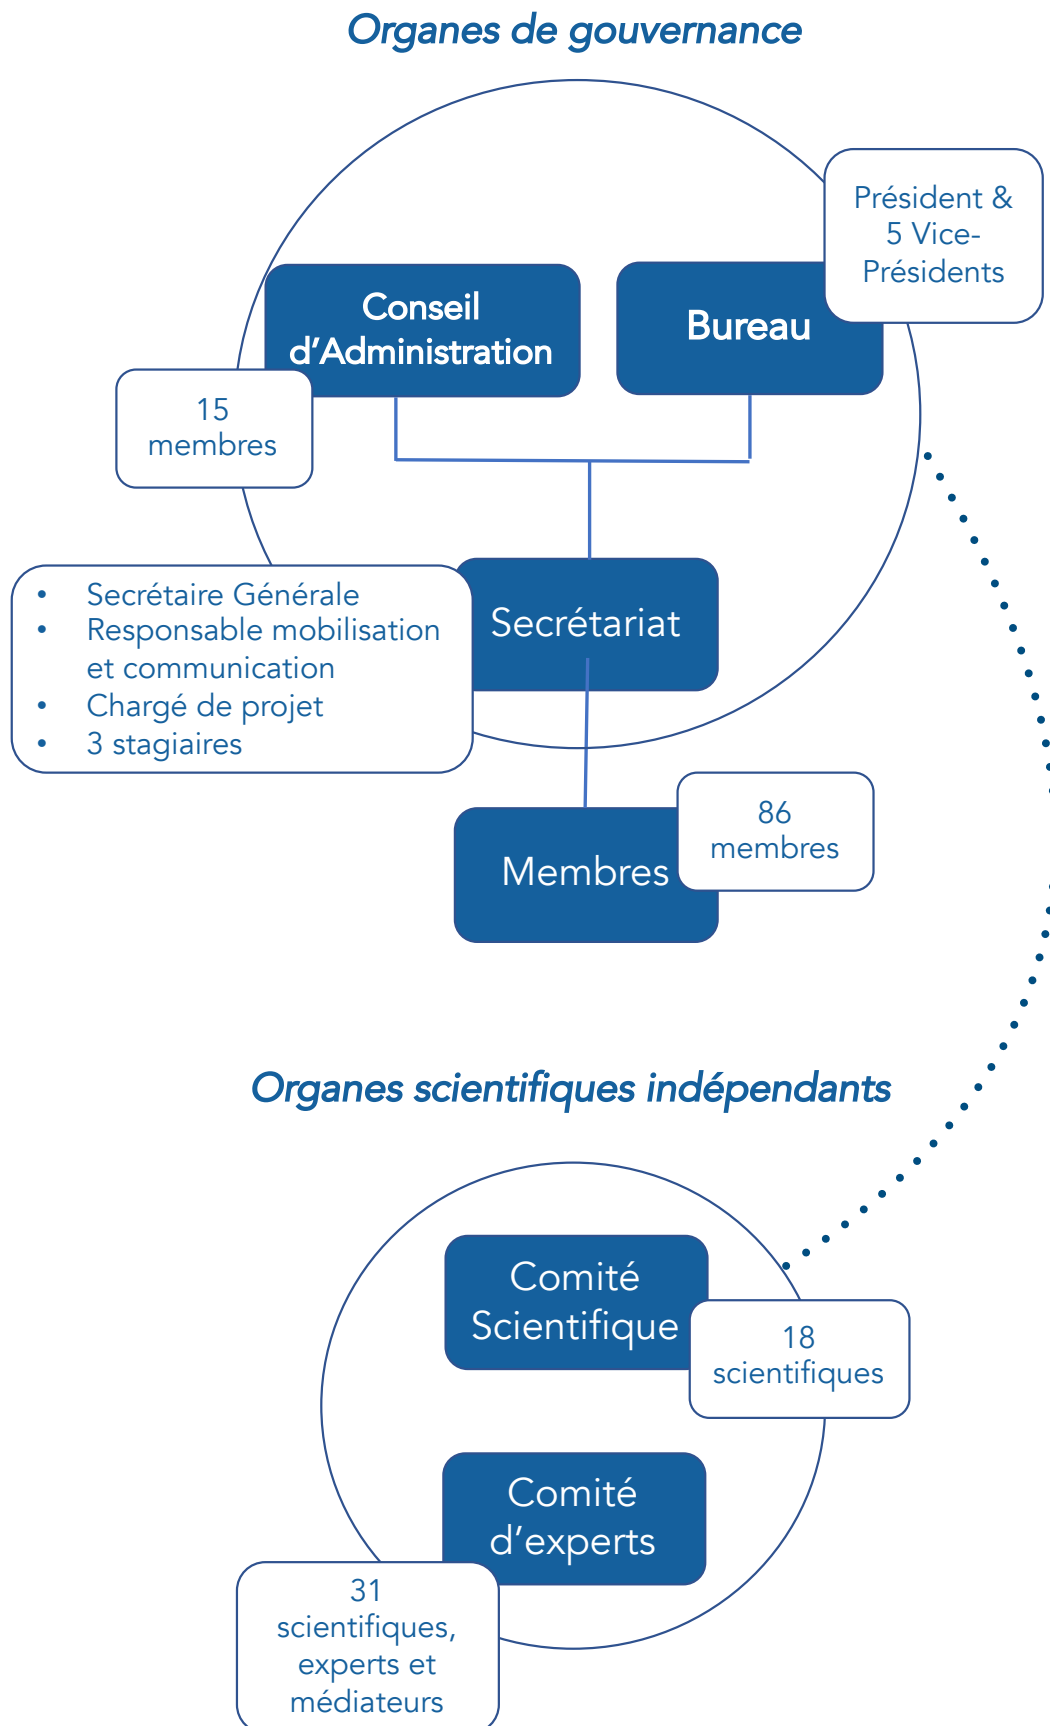 Organes de gouvernance
Président &
5 Vice-
Présidents
Conseil
d’Administration
Bureau
15
membres
• Secrétaire Générale
• Responsable mobilisation
et communication
• Chargé de projet
• 3 stagiaires
Secrétariat
86
membres
Membres
Organes scientifiques indépendants
Comité
Scientifique
18
scientifiques
Comité
d’experts
31
scientifiques,
experts et
médiateurs